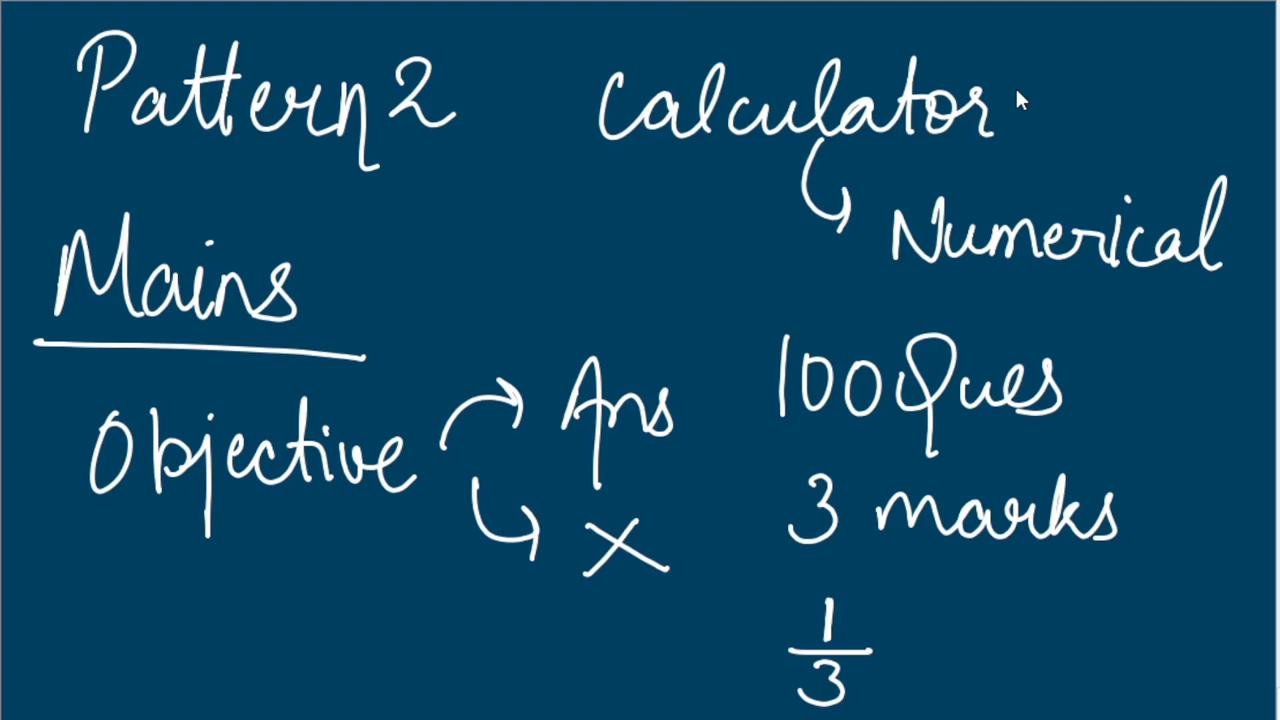 Pattern 2 Calculator
Numerical
Mains
Objective Ans 100 Ques
X 3 marks
1
3